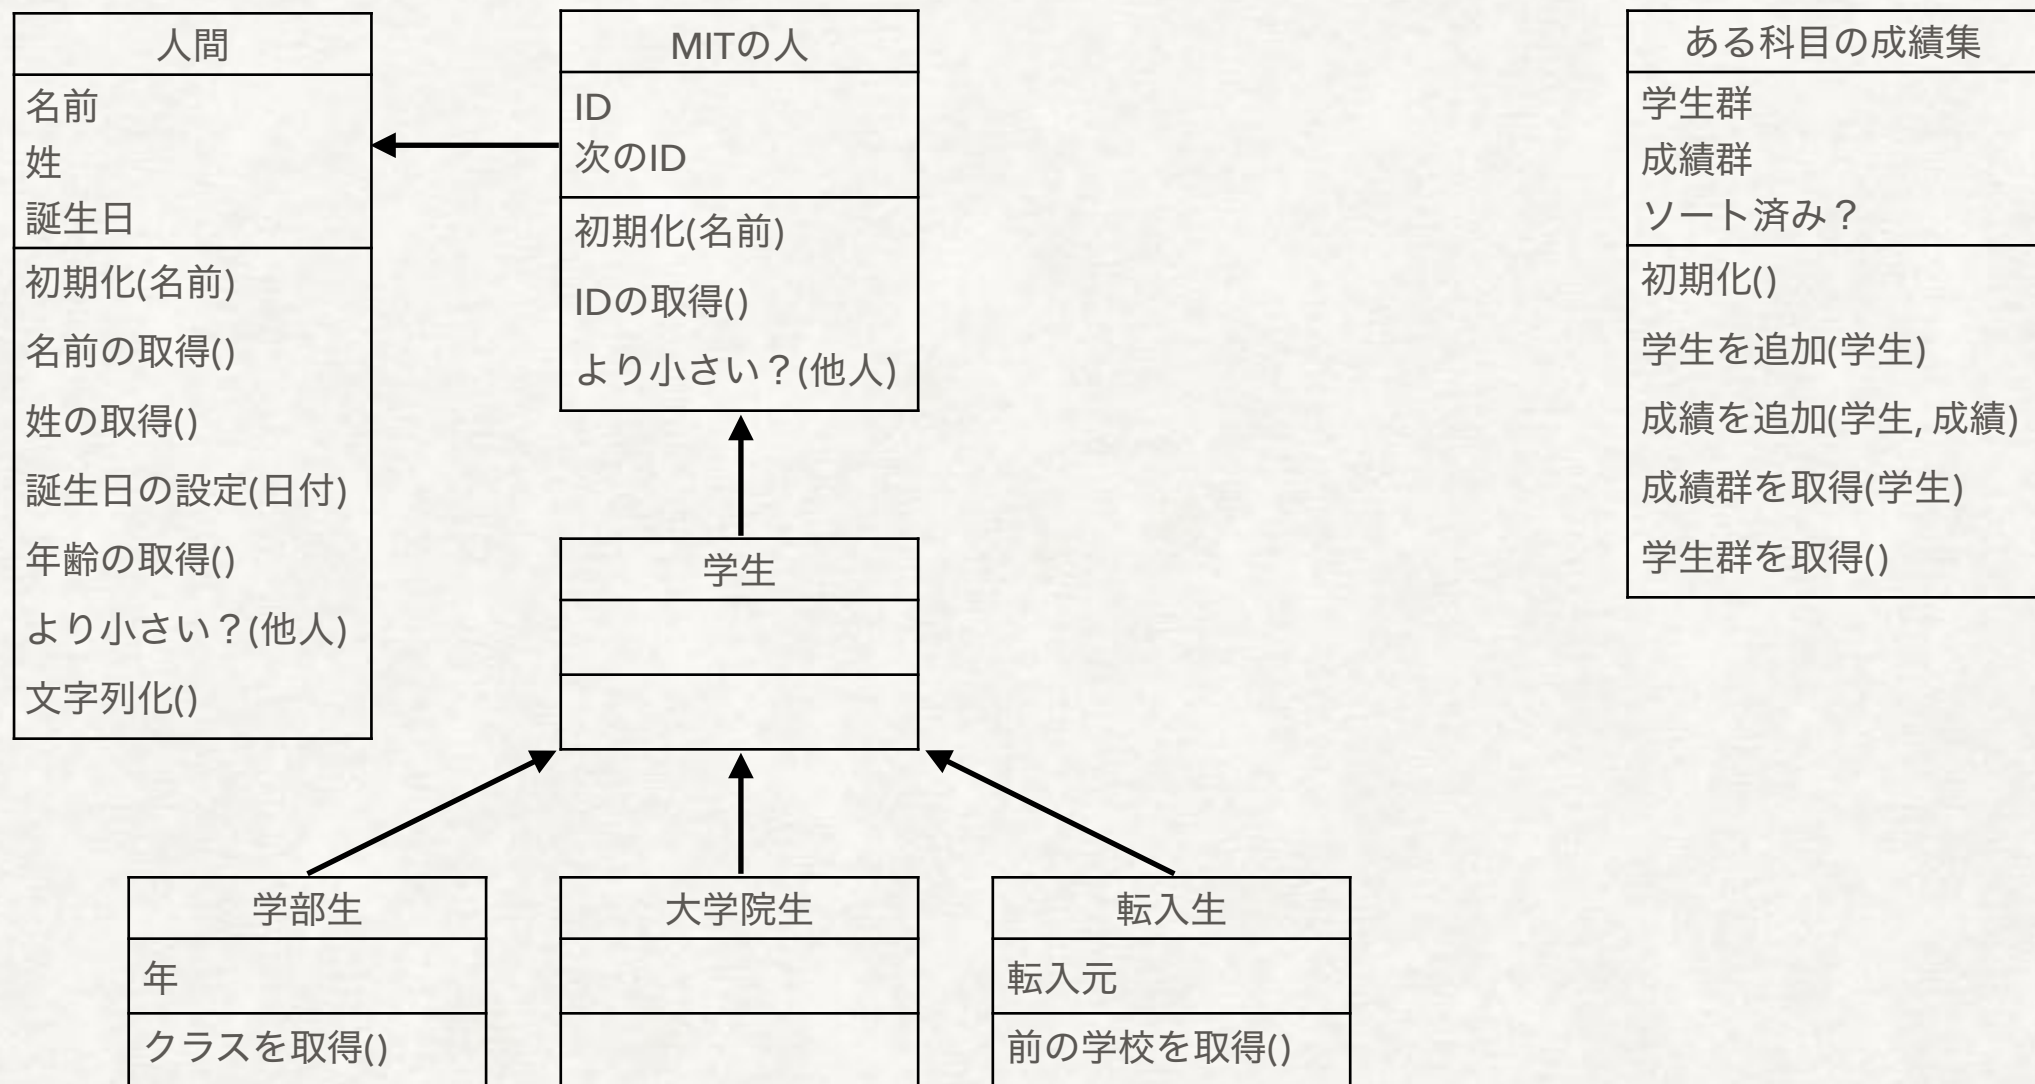 人間
名前
姓
誕生日
初期化(名前)
名前の取得()
姓の取得()
誕生日の設定(日付)
年齢の取得()
より小さい？(他人)
文字列化()
MITの人
ID
次のID
初期化(名前)
IDの取得()
より小さい？(他人)
学生
学部生
年
クラスを取得()
大学院生
転入生
転入元
前の学校を取得()
ある科目の成績集
学生群
成績群
ソート済み？
初期化()
学生を追加(学生)
成績を追加(学生, 成績)
成績群を取得(学生)
学生群を取得()